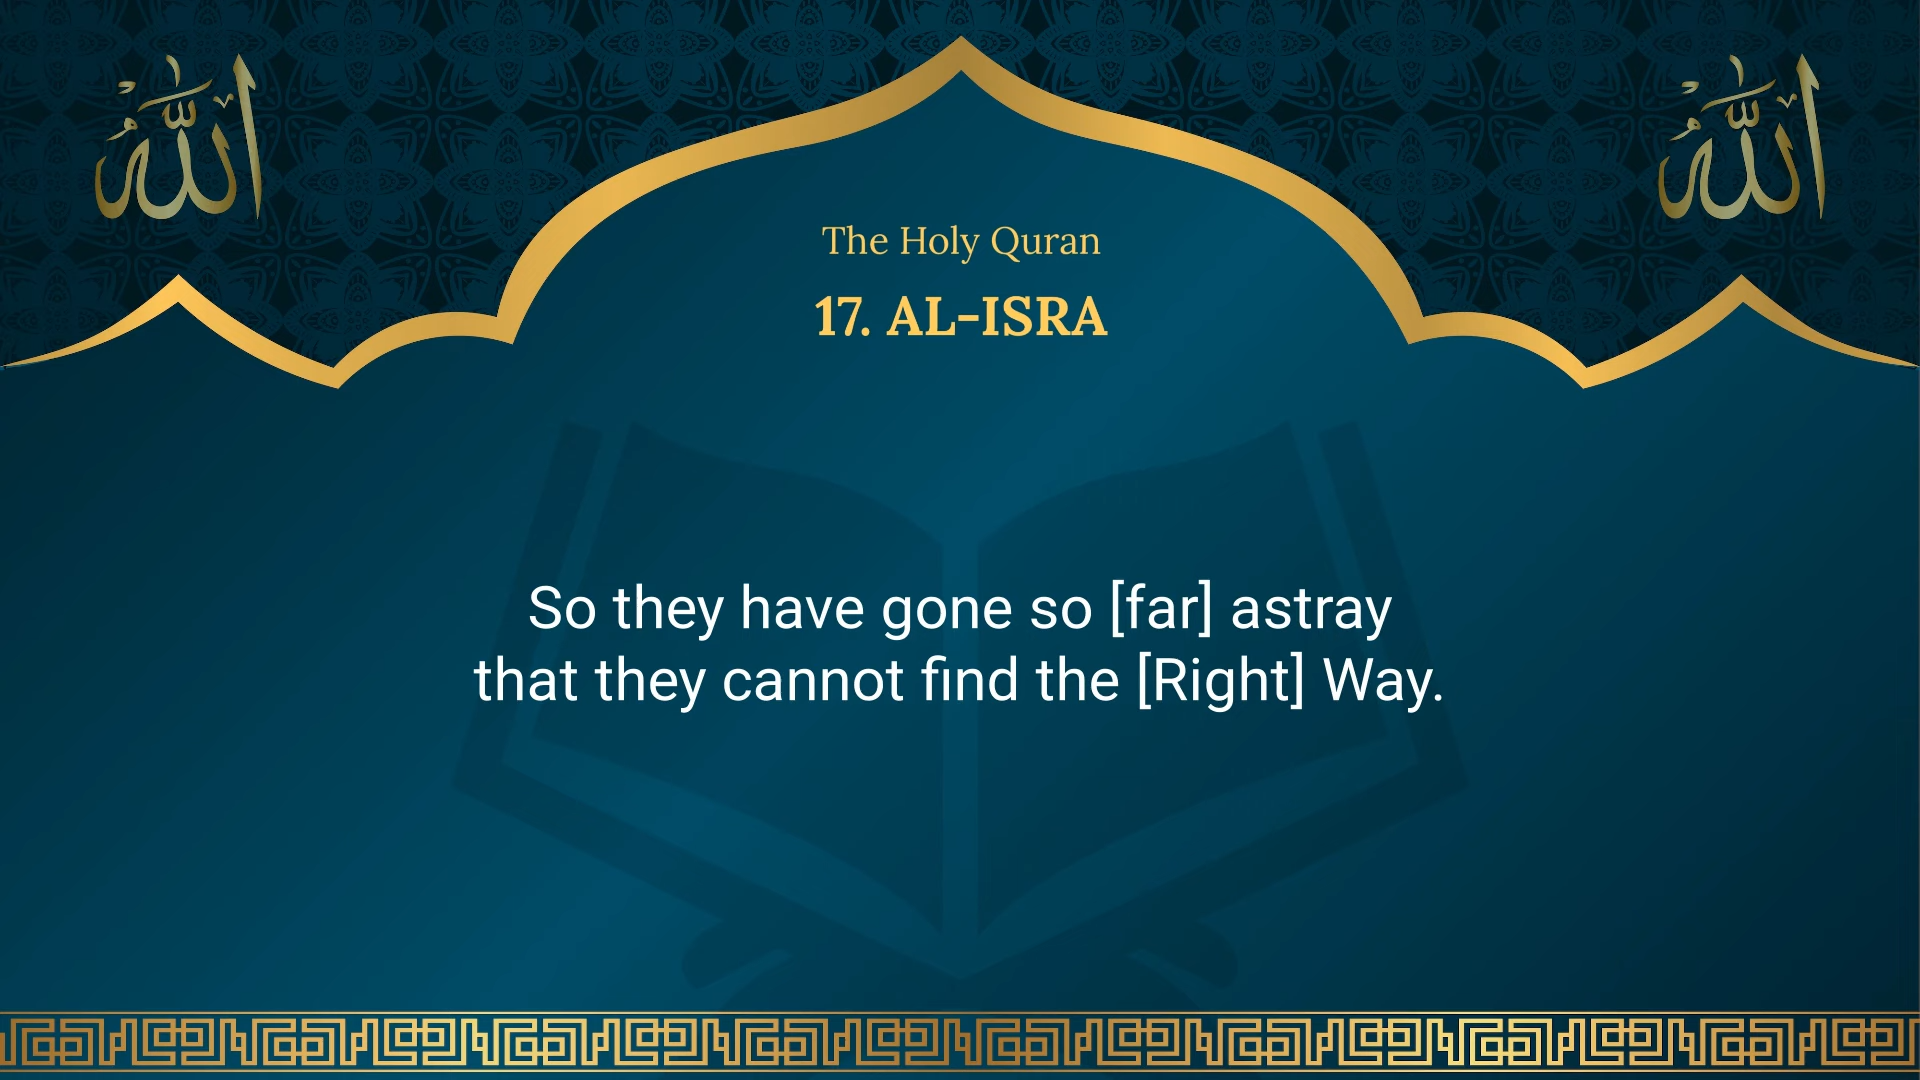 الله
الله
The Holy Quran
17. AL-ISRA
So they have gone so [far] astray
that they cannot find the [Right] Way.